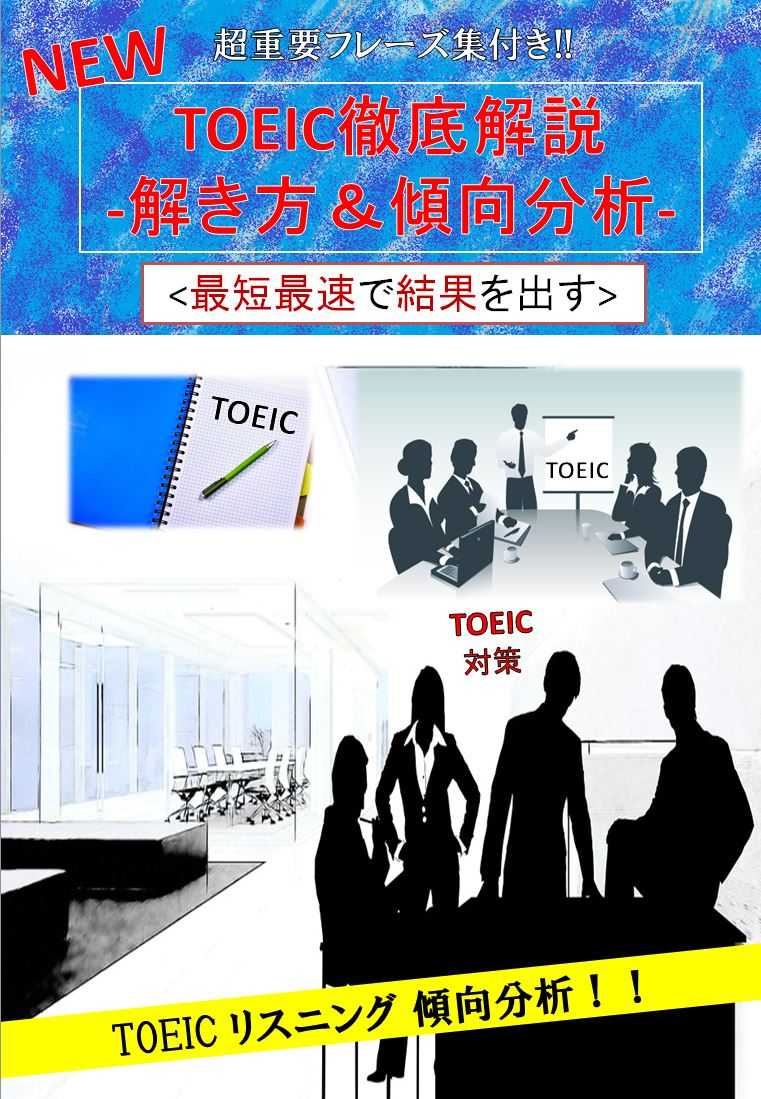 NEW
超重要フレーズ集付き!!
TOEIC徹底解説
-解き方＆傾向分析-
<最短最速で結果を出す>
TOEIC
TOEIC
TOEIC
対策
TOEIC リスニング 傾向分析！！